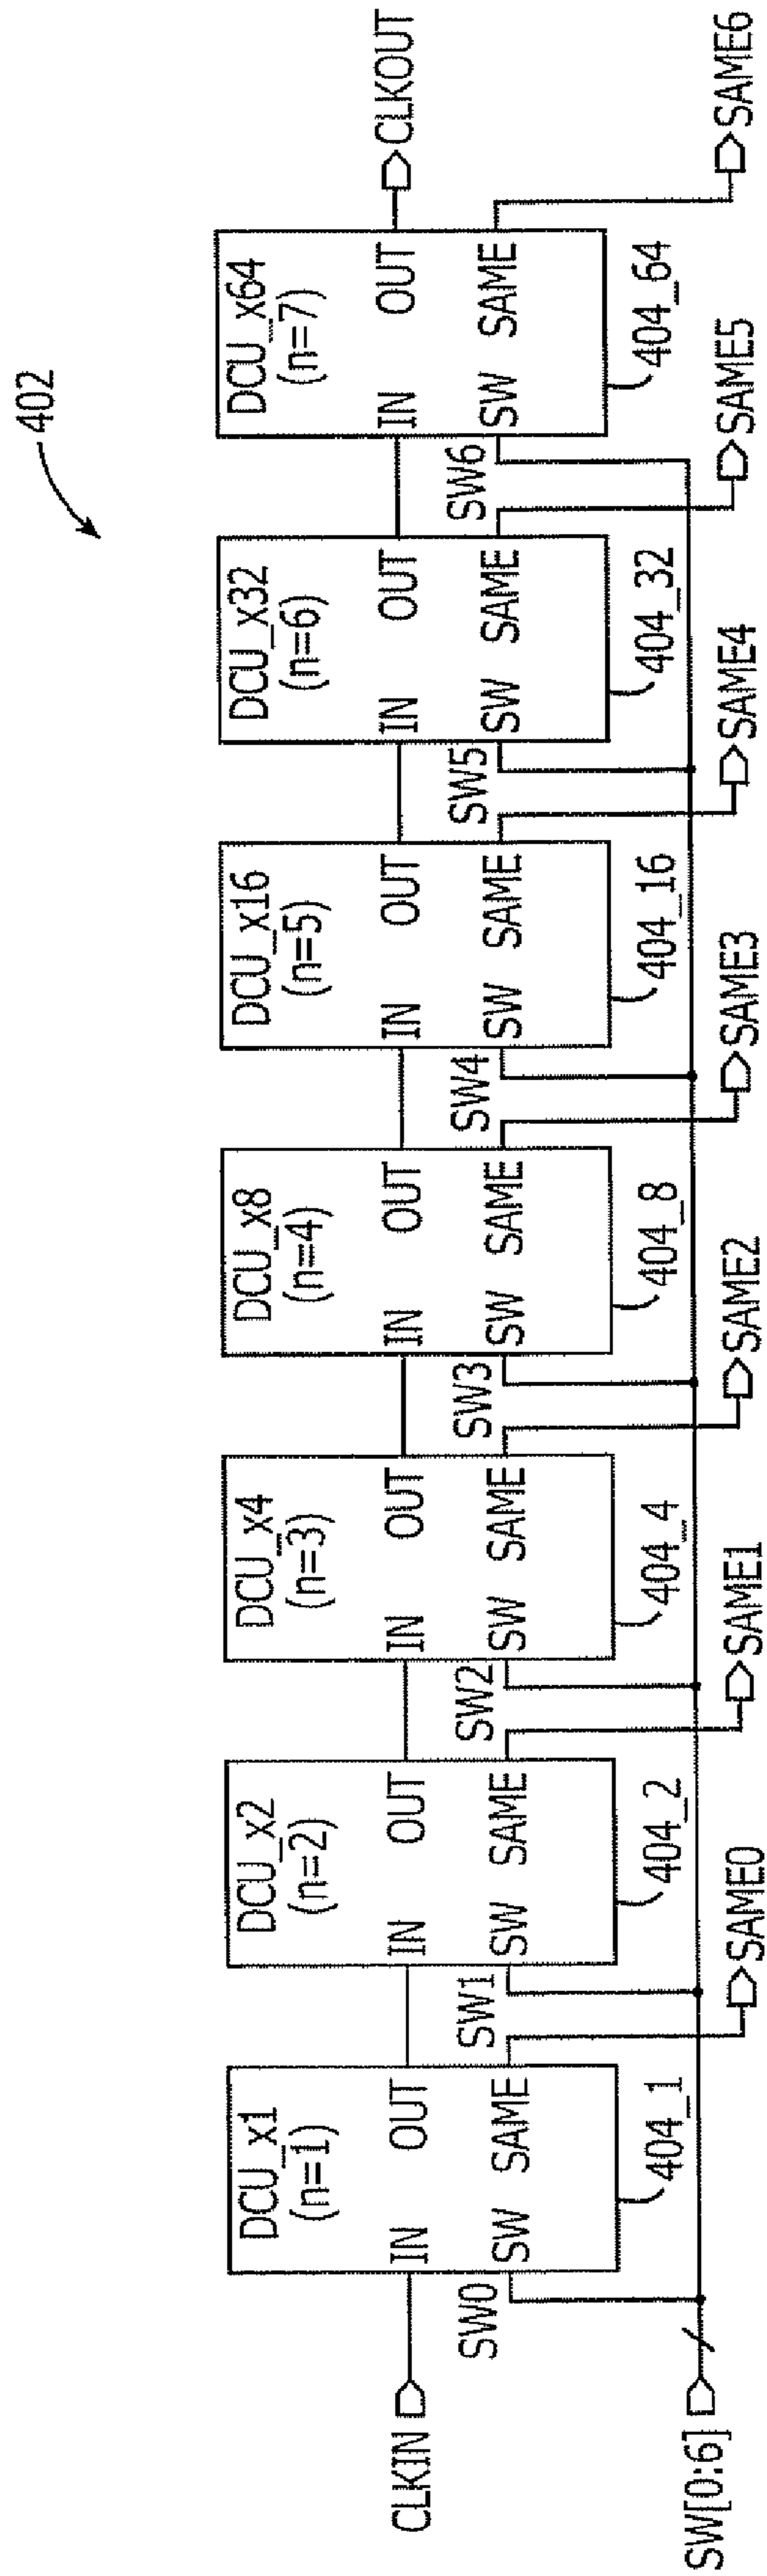 402
DCU_x1
(n=1)
IN
OUT
SW
SAME
404_1
DCU_x2
(n=2)
IN
OUT
SW
SAME
404_2
DCU_x4
(n=3)
IN
OUT
SW
SAME
404_4
DCU_x8
(n=4)
IN
OUT
SW
SAME
404_8
DCU_x16
(n=5)
IN
OUT
SW
SAME
404_16
DCU_x32
(n=6)
IN
OUT
SW
SAME
404_32
DCU_x64
(n=7)
IN
OUT
SW
SAME
404_64
CLKIN
CLKOUT
SW0
SW1
SW2
SW3
SW4
SW5
SW6
SW[0:6]
SAME0
SAME1
SAME2
SAME3
SAME4
SAME5
SAME6